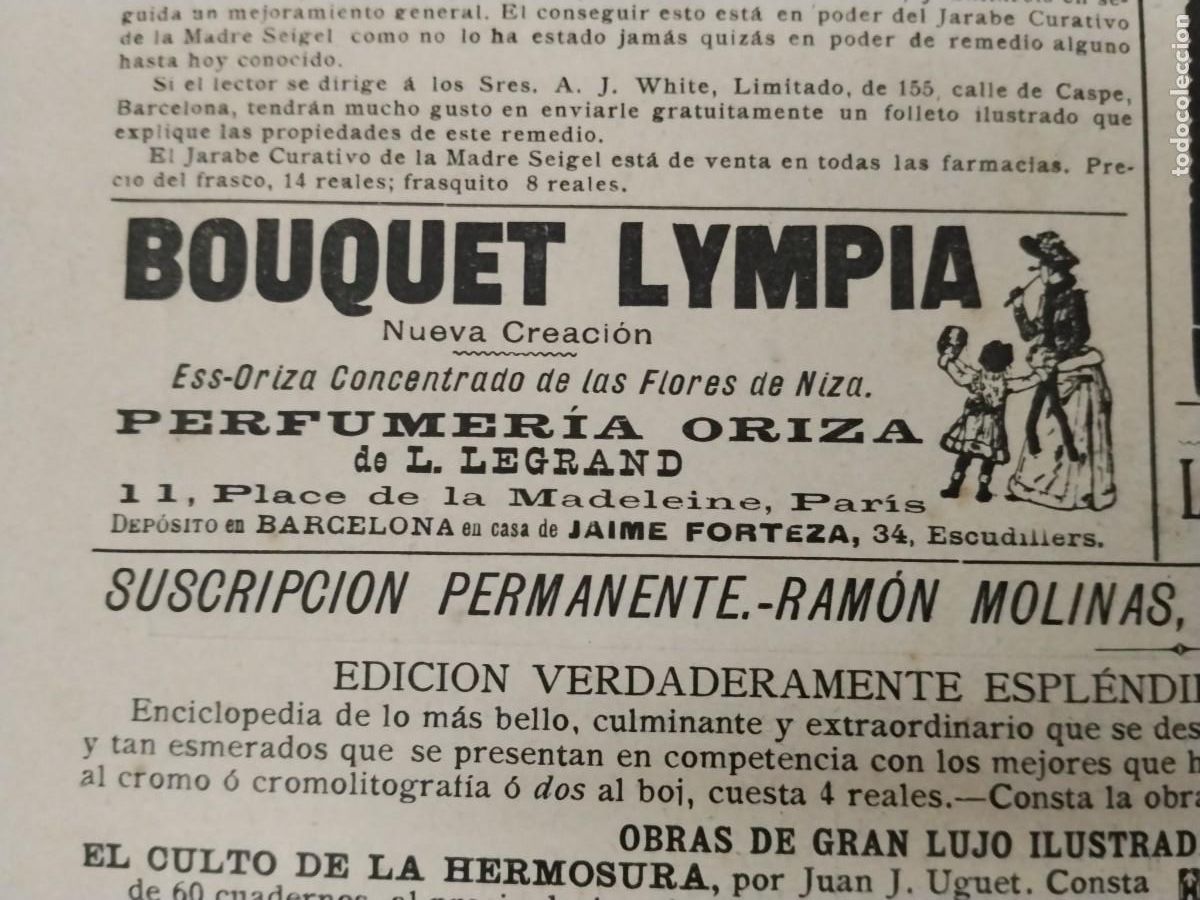 guida un mejoramiento general. El conseguir esto está en poder del Jarabe Curativo
de la Madre Seigel como no lo ha estado jamás quizás en poder de remedio alguno
hasta hoy conocido.
Si el lector se dirige á los Sres. A. J. White, Limitado, de 155, calle de Caspe,
Barcelona, tendrán mucho gusto en enviarle gratuitamente un folleto ilustrado que
explique las propiedades de este remedio.
El Jarabe Curativo de la Madre Seigel está de venta en todas las farmacias. Pre-
cio del frasco, 14 reales; frasquito 8 reales.
BOUQUET LYMPIA
Nueva Creación
Ess-Oriza Concentrado de las Flores de Niza.
PERFUMERÍA ORIZA
de L. LEGRAND
11, Place de la Madeleine, París
DEPÓSITO en BARCELONA en casa de JAIME FORTEZA, 34, Escudillers.
SUSCRIPCION PERMANENTE.-RAMÓN MOLINAS,
EDICION VERDADERAMENTE ESPLÉNDI
Enciclopedia de lo más bello, culminante y extraordinario que se des
y tan esmerados que se presentan en competencia con los mejores que h
al cromo ó cromolitografía ó dos al boj, cuesta 4 reales.—Consta la obra
OBRAS DE GRAN LUJO ILUSTRAD
EL CULTO DE LA HERMOSURA, por Juan J. Uguet. Consta
de 60 cuadernos, al
todocoleccion